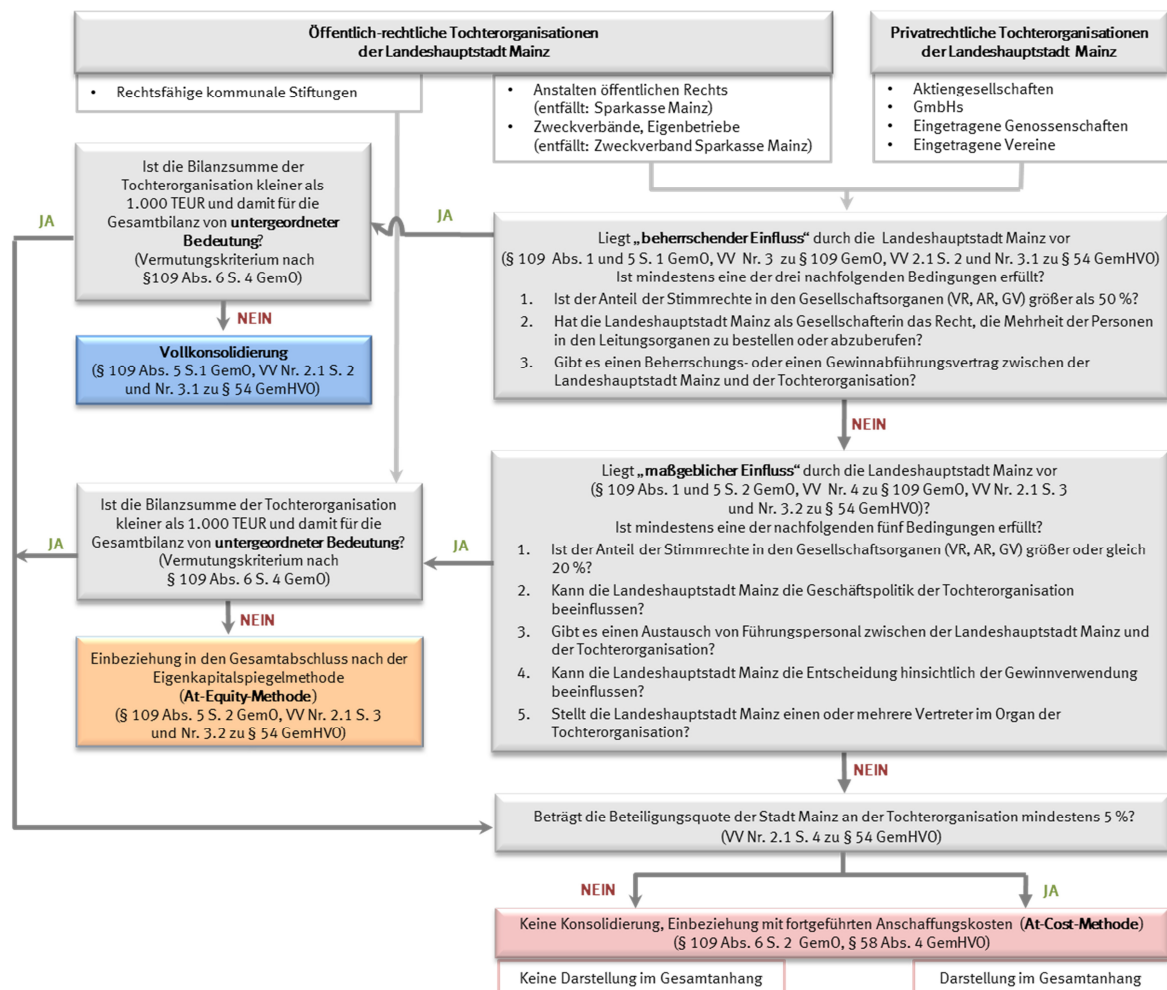 Öffentlich-rechtliche Tochterorganisationen
der Landeshauptstadt Mainz
Privatrechtliche Tochterorganisationen
der Landeshauptstadt Mainz
• Rechtsfähige kommunale Stiftungen
• Anstalten öffentlichen Rechts
(entfällt: Sparkasse Mainz)
• Zweckverbände, Eigenbetriebe
(entfällt: Zweckverband Sparkasse Mainz)
• Aktiengesellschaften
• GmbHs
• Eingetragene Genossenschaften
• Eingetragene Vereine
Ist die Bilanzsumme der
Tochterorganisation kleiner als
1.000 TEUR und damit für die
Gesamtbilanz von untergeordneter
Bedeutung?
(Vermutungskriterium nach
§109 Abs. 6 S. 4 GemO)
JA
JA
NEIN
Vollkonsolidierung
(§ 109 Abs. 5 S.1 GemO, VV Nr. 2.1 S. 2
und Nr. 3.1 zu § 54 GemHVO)
Liegt „beherrschender Einfluss“ durch die Landeshauptstadt Mainz vor
(§ 109 Abs. 1 und 5 S. 1 GemO, VV Nr. 3 zu § 109 GemO, VV 2.1 S. 2 und Nr. 3.1 zu § 54 GemHVO)
Ist mindestens eine der drei nachfolgenden Bedingungen erfüllt?
1. Ist der Anteil der Stimmrechte in den Gesellschaftsorganen (VR, AR, GV) größer als 50 %?
2. Hat die Landeshauptstadt Mainz als Gesellschafterin das Recht, die Mehrheit der Personen
in den Leitungsorganen zu bestellen oder abzuberufen?
3. Gibt es einen Beherrschungs- oder einen Gewinnabführungsvertrag zwischen der
Landeshauptstadt Mainz und der Tochterorganisation?
NEIN
Liegt „maßgeblicher Einfluss“ durch die Landeshauptstadt Mainz vor
(§ 109 Abs. 1 und 5 S. 2 GemO, VV Nr. 4 zu § 109 GemO, VV Nr. 2.1 S. 3
und Nr. 3.2 zu § 54 GemHVO)?
Ist mindestens eine der nachfolgenden fünf Bedingungen erfüllt?
1. Ist der Anteil der Stimmrechte in den Gesellschaftsorganen (VR, AR, GV) größer oder gleich
20 %?
2. Kann die Landeshauptstadt Mainz die Geschäftspolitik der Tochterorganisation
beeinflussen?
3. Gibt es einen Austausch von Führungspersonal zwischen der Landeshauptstadt Mainz und
der Tochterorganisation?
4. Kann die Landeshauptstadt Mainz die Entscheidung hinsichtlich der Gewinnverwendung
beeinflussen?
5. Stellt die Landeshauptstadt Mainz einen oder mehrere Vertreter im Organ der
Tochterorganisation?
Ist die Bilanzsumme der Tochterorganisation
kleiner als 1.000 TEUR und damit für die
Gesamtbilanz von untergeordneter Bedeutung?
(Vermutungskriterium nach
§ 109 Abs. 6 S. 4 GemO)
JA
JA
NEIN
Einbeziehung in den Gesamtabschluss nach der
Eigenkapitalspiegelmethode
(At-Equity-Methode)
(§ 109 Abs. 5 S. 2 GemO, VV Nr. 2.1 S. 3
und Nr. 3.2 zu § 54 GemHVO)
NEIN
Beträgt die Beteiligungsquote der Stadt Mainz an der Tochterorganisation mindestens 5 %?
(VV Nr. 2.1 S. 4 zu § 54 GemHVO)
NEIN
JA
Keine Konsolidierung, Einbeziehung mit fortgeführten Anschaffungskosten (At-Cost-Methode)
(§ 109 Abs. 6 S. 2 GemO, § 58 Abs. 4 GemHVO)
Keine Darstellung im Gesamtanhang
Darstellung im Gesamtanhang